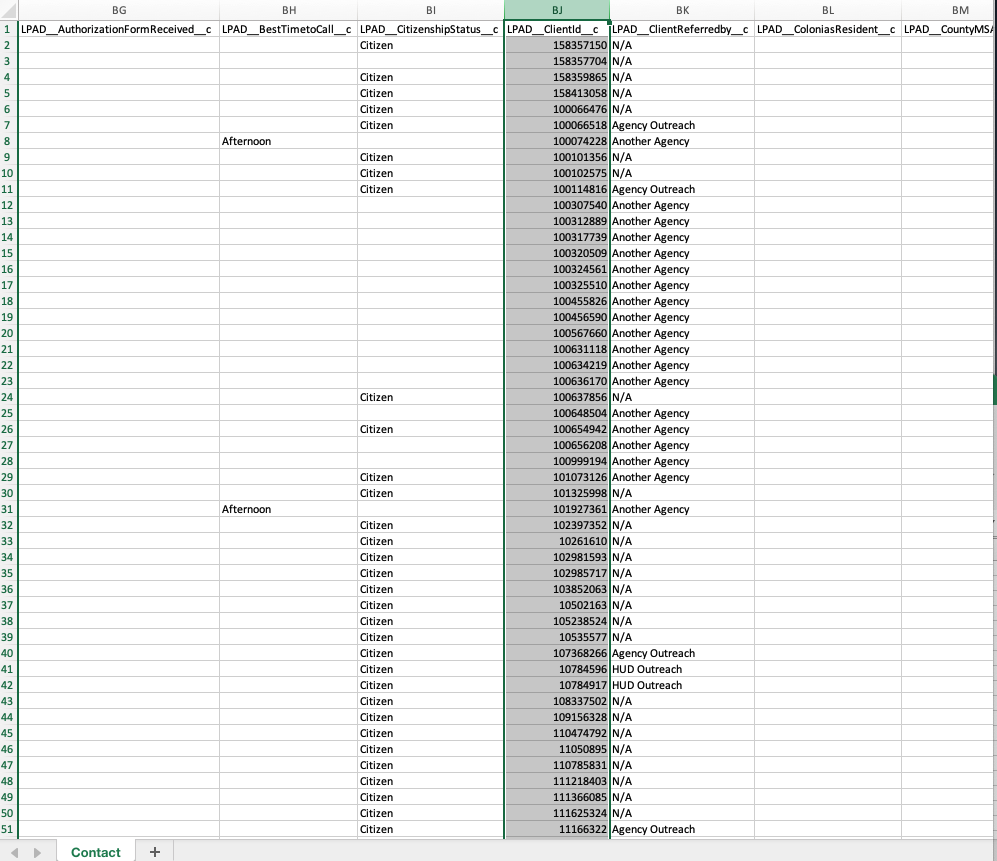 BG BH BI BJ BK BL BM
1 LPAD__AuthorizationFormReceived__c LPAD__BestTimetoCall__c LPAD__CitizenshipStatus__c LPAD__ClientId__c LPAD__ClientReferredby__c LPAD__ColoniasResident__c LPAD__CountyMSA
2 Citizen 158357150 N/A
3 158357704 N/A
4 Citizen 158359865 N/A
5 Citizen 158413058 N/A
6 Citizen 100066476 N/A
7 Citizen 100066518 Agency Outreach
8 Afternoon 100074228 Another Agency
9 Citizen 100101356 N/A
10 Citizen 100102575 N/A
11 Citizen 100114816 Agency Outreach
12 100307540 Another Agency
13 100312889 Another Agency
14 100317739 Another Agency
15 100320509 Another Agency
16 100324561 Another Agency
17 100325510 Another Agency
18 100455826 Another Agency
19 100456590 Another Agency
20 100567660 Another Agency
21 100631118 Another Agency
22 100634219 Another Agency
23 100636170 Another Agency
24 Citizen 100637856 N/A
25 100648504 Another Agency
26 Citizen 100654942 Another Agency
27 100656208 Another Agency
28 100999194 Another Agency
29 Citizen 101073126 Another Agency
30 Citizen 101325998 N/A
31 Afternoon 101927361 Another Agency
32 Citizen 102397352 N/A
33 Citizen 10261610 N/A
34 Citizen 102981593 N/A
35 Citizen 102985717 N/A
36 Citizen 103852063 N/A
37 Citizen 10502163 N/A
38 Citizen 105238524 N/A
39 Citizen 10535577 N/A
40 Citizen 107368266 Agency Outreach
41 Citizen 10784596 HUD Outreach
42 Citizen 10784917 HUD Outreach
43 Citizen 108337502 N/A
44 Citizen 109156328 N/A
45 Citizen 110474792 N/A
46 Citizen 11050895 N/A
47 Citizen 110785831 N/A
48 Citizen 111218403 N/A
49 Citizen 111366085 N/A
50 Citizen 111625324 N/A
51 Citizen 11166322 Agency Outreach
Contact +